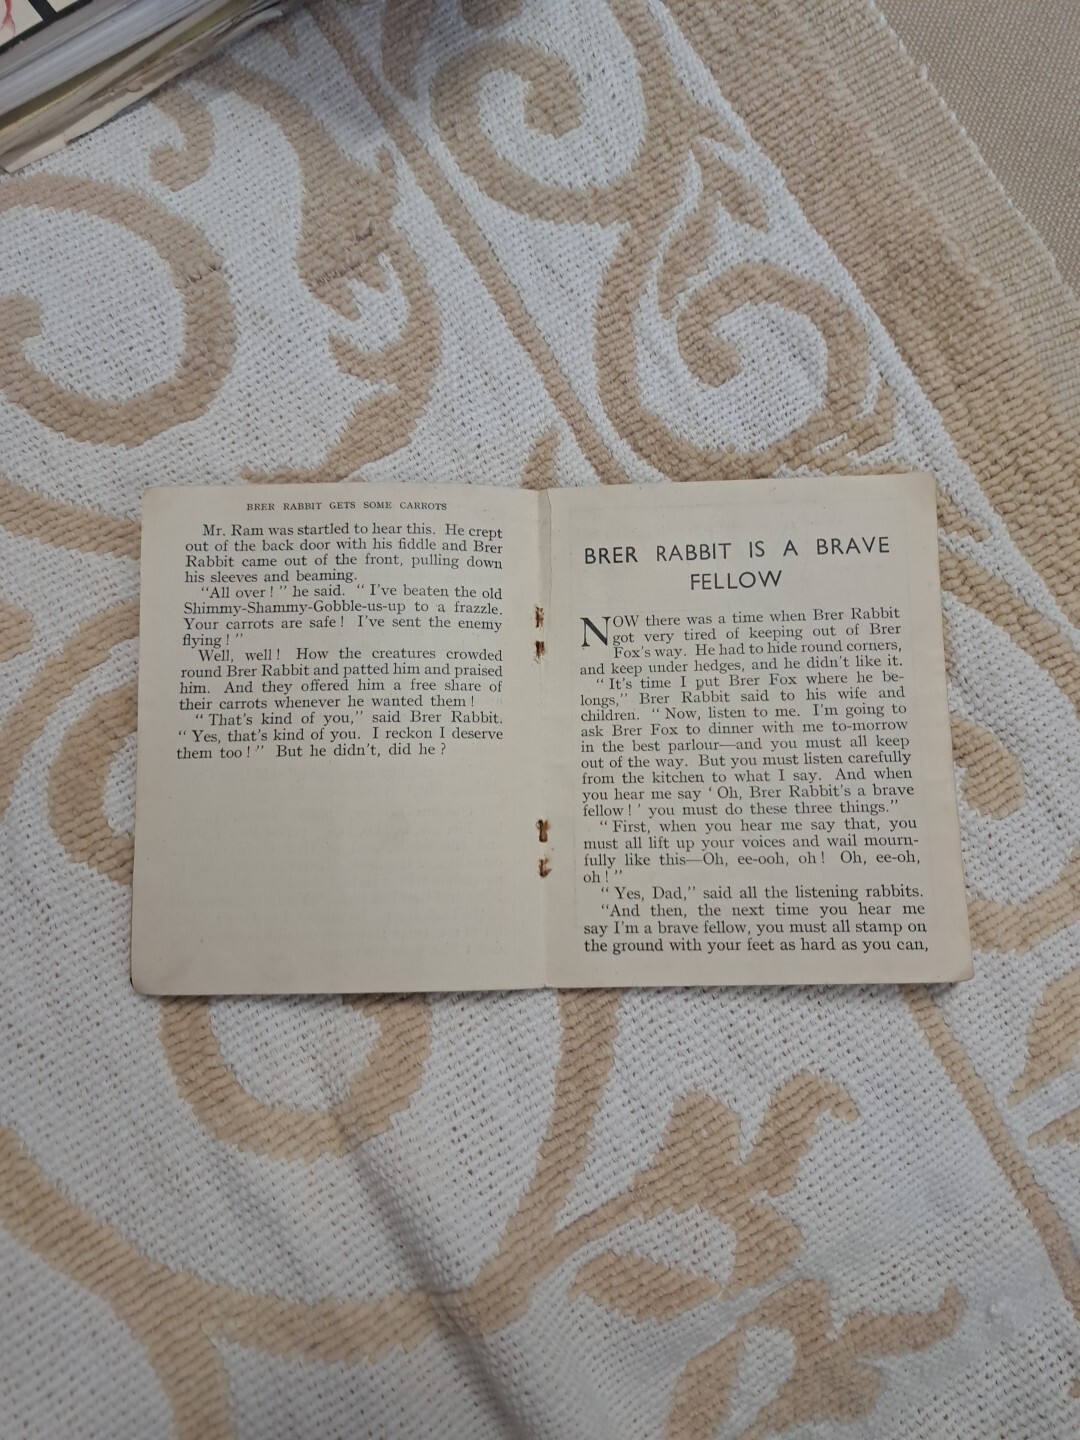 BRER RABBIT GETS SOME CARROTS
Mr. Ram was startled to hear this. He crept
out of the back door with his fiddle and Brer
Rabbit came out of the front, pulling down
his sleeves and beaming.
“All over ! ” he said. “ I've beaten the old
Shimmy-Shammy-Gobble-us-up to a frazzle.
Your carrots are safe ! I've sent the enemy
flying ! ”
Well, well ! How the creatures crowded
round Brer Rabbit and patted him and praised
him. And they offered him a free share of
their carrots whenever he wanted them !
“ That's kind of you,” said Brer Rabbit.
“ Yes, that's kind of you. I reckon I deserve
them too ! ” But he didn't, did he ?
BRER RABBIT IS A BRAVE
FELLOW
NOW there was a time when Brer Rabbit
got very tired of keeping out of Brer
Fox's way. He had to hide round corners,
and keep under hedges, and he didn't like it.
“ It's time I put Brer Fox where he be-
longs,” Brer Rabbit said to his wife and
children. “ Now, listen to me. I'm going to
ask Brer Fox to dinner with me to-morrow
in the best parlour—and you must all keep
out of the way. But you must listen carefully
from the kitchen to what I say. And when
you hear me say ‘ Oh, Brer Rabbit's a brave
fellow ! ’ you must do these three things.”
“ First, when you hear me say that, you
must all lift up your voices and wail mourn-
fully like this—Oh, ee-ooh, oh ! Oh, ee-oh,
oh ! ”
“ Yes, Dad,” said all the listening rabbits.
“And then, the next time you hear me
say I'm a brave fellow, you must all stamp on
the ground with your feet as hard as you can,